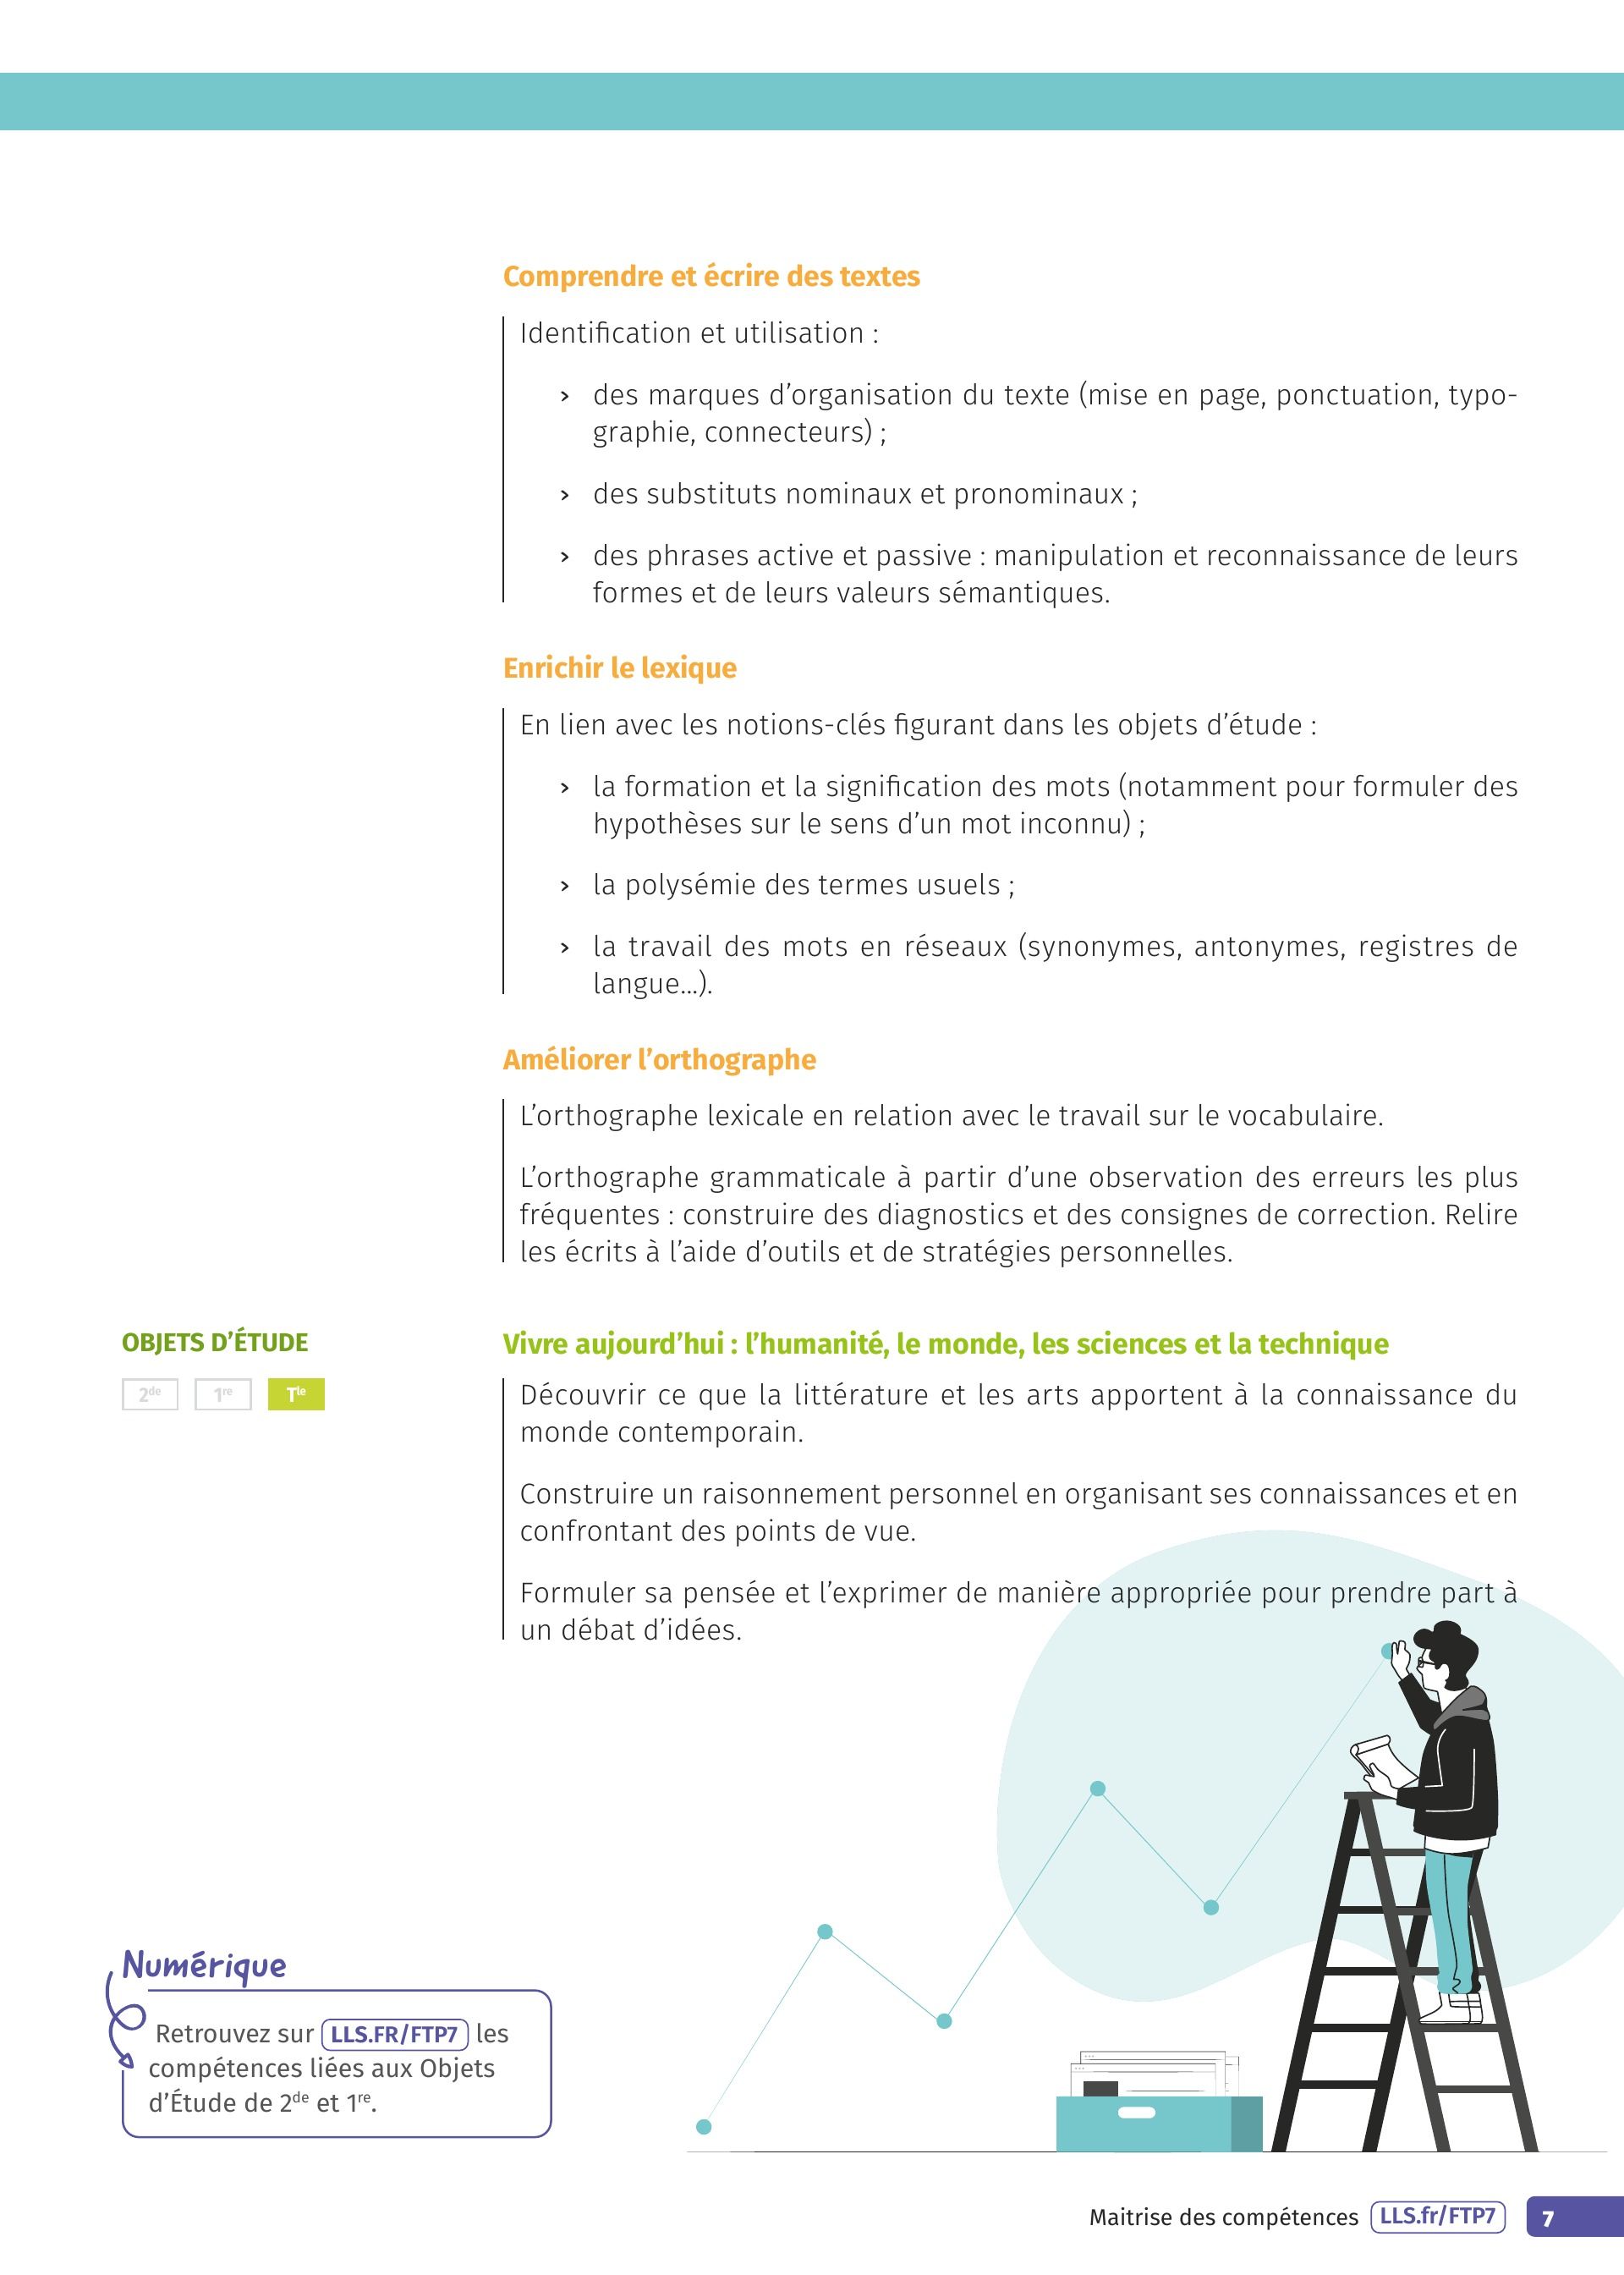 Comprendre et écrire des textes
Identification et utilisation :
› des marques d’organisation du texte (mise en page, ponctuation, typo-
graphie, connecteurs) ;
› des substituts nominaux et pronominaux ;
› des phrases active et passive : manipulation et reconnaissance de leurs
formes et de leurs valeurs sémantiques.
Enrichir le lexique
En lien avec les notions-clés figurant dans les objets d’étude :
› la formation et la signification des mots (notamment pour formuler des
hypothèses sur le sens d’un mot inconnu) ;
› la polysémie des termes usuels ;
› la travail des mots en réseaux (synonymes, antonymes, registres de
langue…).
Améliorer l’orthographe
L’orthographe lexicale en relation avec le travail sur le vocabulaire.
L’orthographe grammaticale à partir d’une observation des erreurs les plus
fréquentes : construire des diagnostics et des consignes de correction. Relire
les écrits à l’aide d’outils et de stratégies personnelles.
OBJETS D’ÉTUDE
2de 1re Tle
Vivre aujourd’hui : l’humanité, le monde, les sciences et la technique
Découvrir ce que la littérature et les arts apportent à la connaissance du
monde contemporain.
Construire un raisonnement personnel en organisant ses connaissances et en
confrontant des points de vue.
Formuler sa pensée et l’exprimer de manière appropriée pour prendre part à
un débat d’idées.
Numérique
Retrouvez sur LLS.FR/FTP7 les
compétences liées aux Objets
d’Étude de 2de et 1re.
Maitrise des compétences LLS.fr/FTP7 7